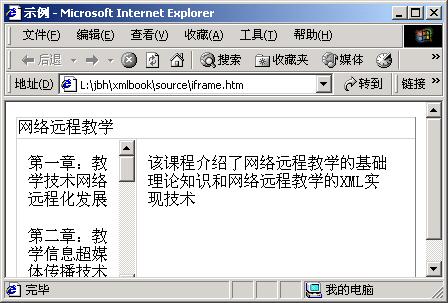 示例 - Microsoft Internet Explorer
文件(F) 编辑(E) 查看(V) 收藏(A) 工具(T) 帮助(H)
后退 搜索 收藏夹 媒体
地址(D) L:\jbh\xmlbook\source\iframe.htm 转到 链接
网络远程教学
第一章：教
学技术网络
远程化发展
第二章：教
学信息超媒
体传播技术
该课程介绍了网络远程教学的基础
理论知识和网络远程教学的XML实
现技术
完毕 我的电脑